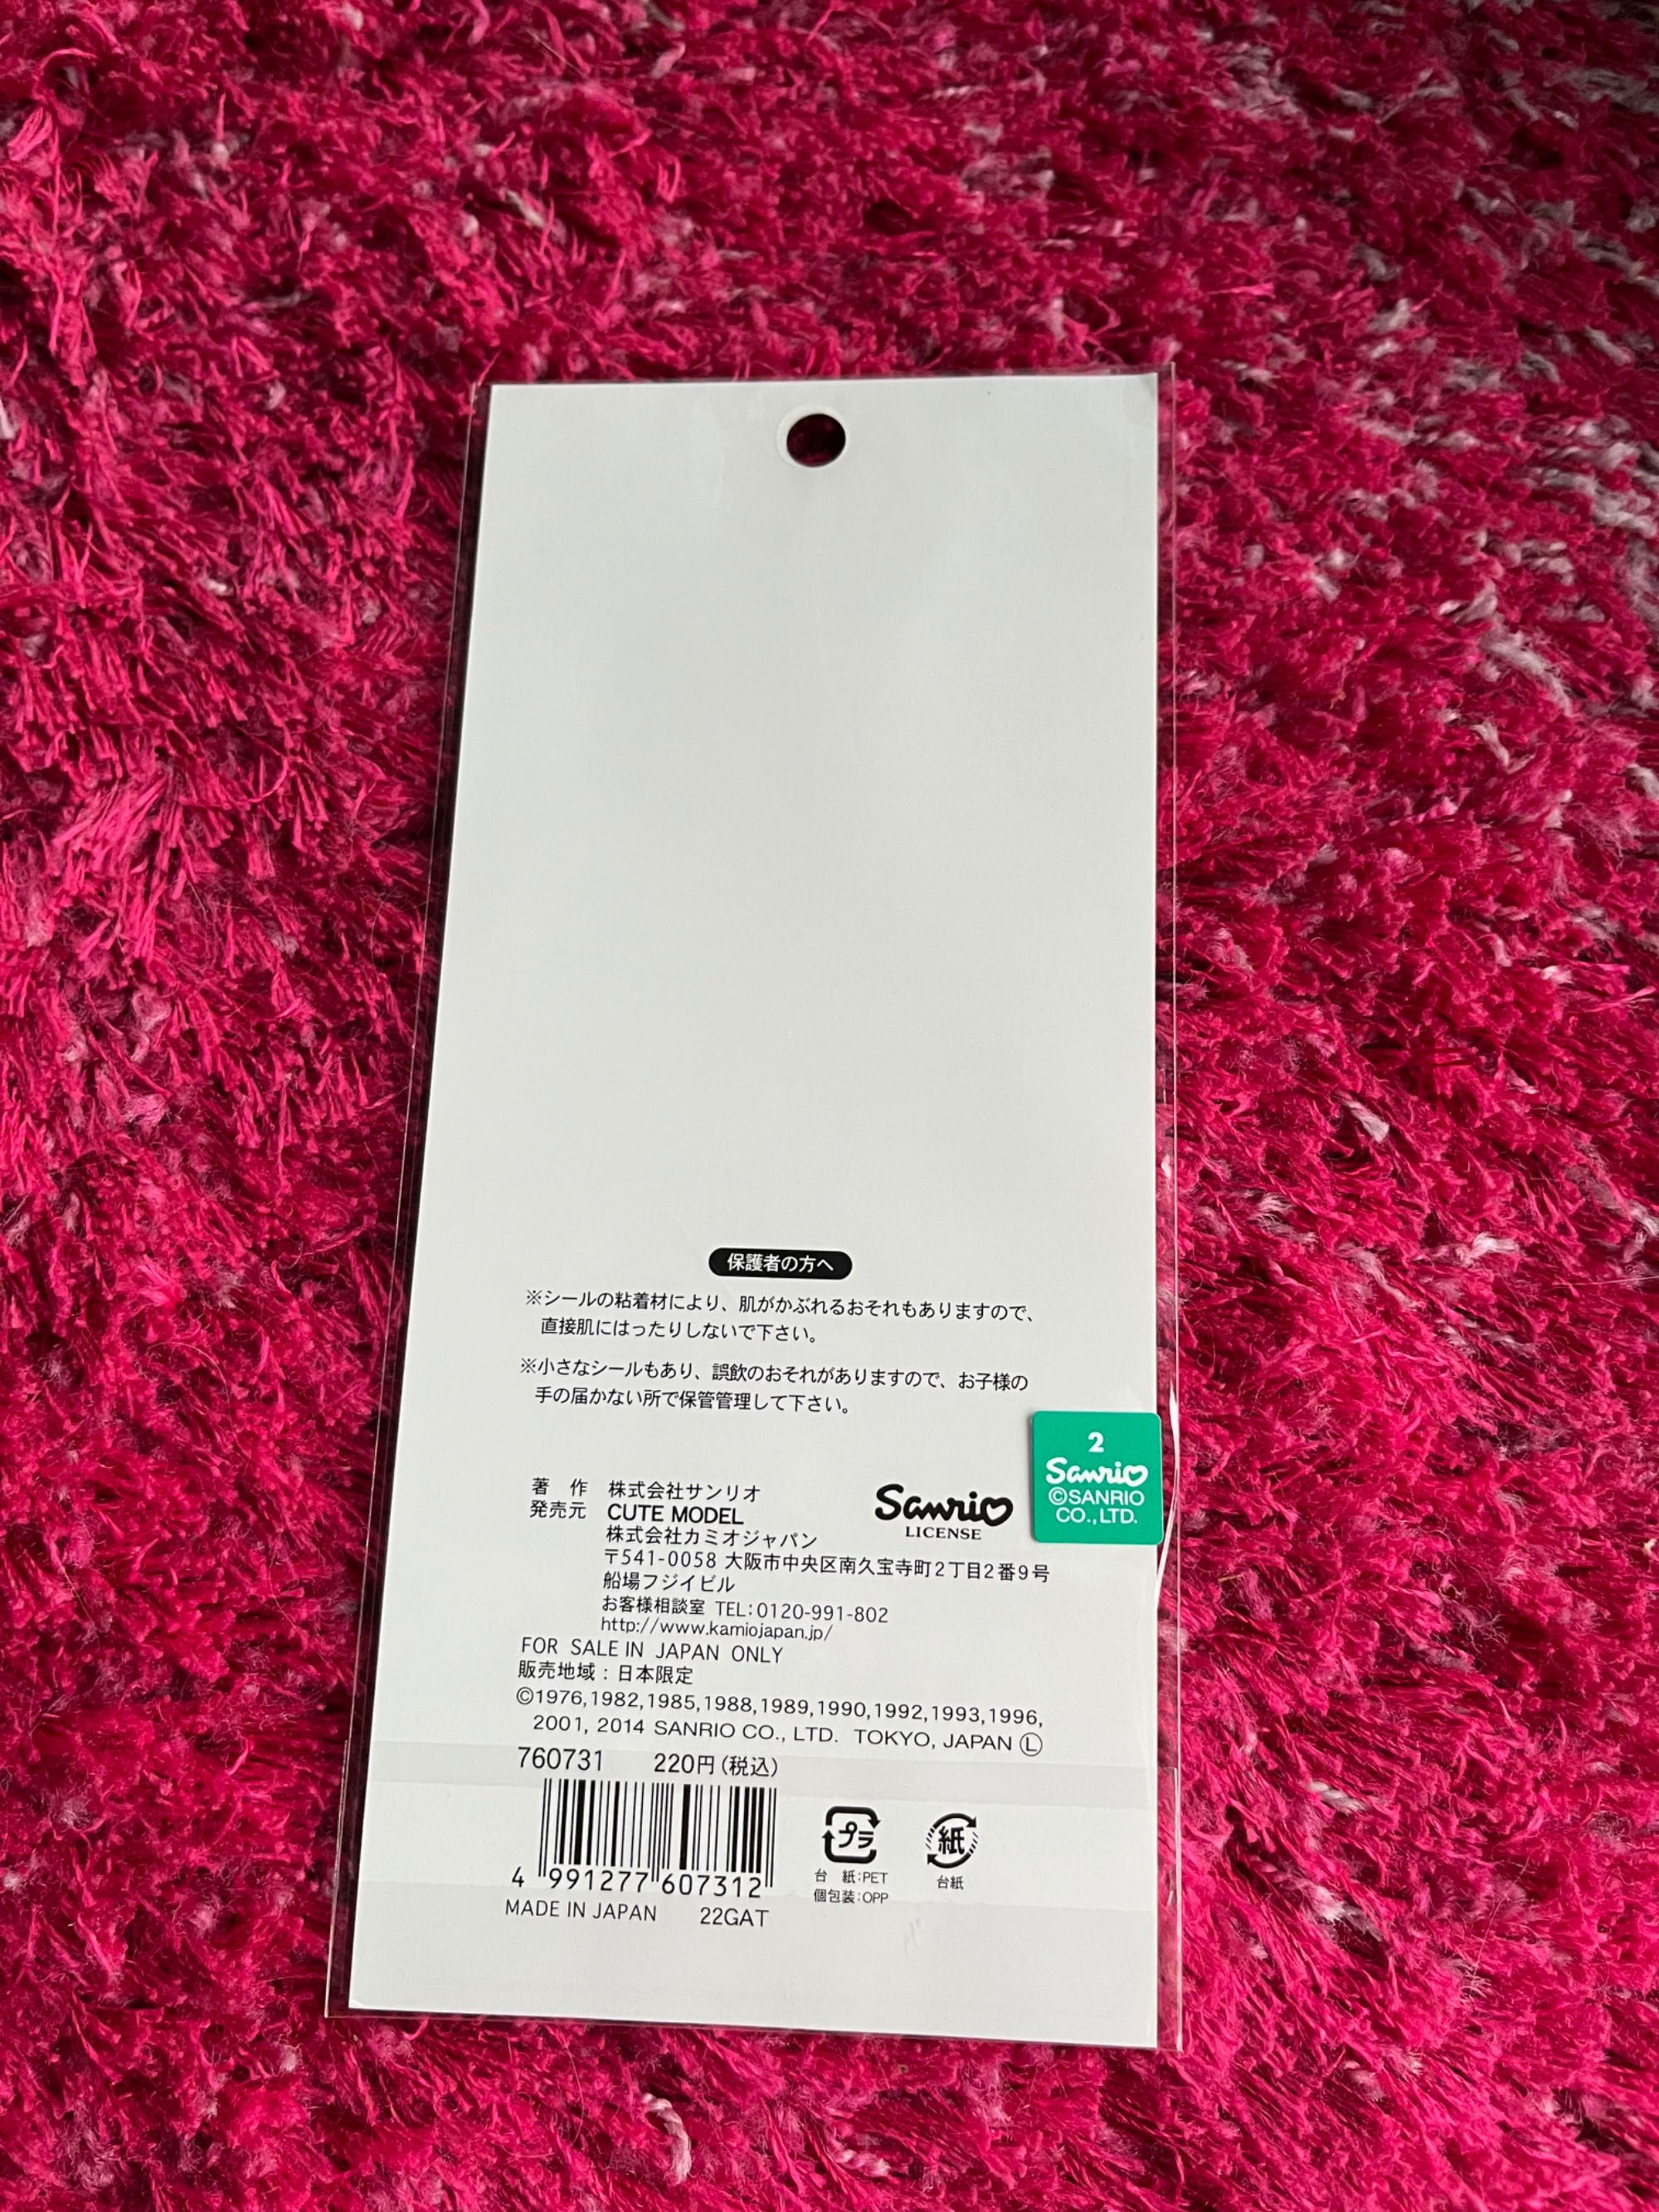 保護者の方へ
※シールの粘着材により、肌がかぶれるおそれもありますので、
直接肌にはったりしないで下さい。
※小さなシールもあり、誤飲のおそれがありますので、お子様の
手の届かない所で保管管理して下さい。
2
Sanrio
©SANRIO
CO.,LTD.
著 作 株式会社サンリオ
発売元 CUTE MODEL
株式会社カミオジャパン
Sanrio
LICENSE
〒541-0058 大阪市中央区南久宝寺町2丁目2番9号
船場フジイビル
お客様相談室 TEL:0120-991-802
http://www.kamiojapan.jp/
FOR SALE IN JAPAN ONLY
販売地域：日本限定
©1976,1982,1985,1988,1989,1990,1992,1993,1996,
2001, 2014 SANRIO CO., LTD. TOKYO, JAPAN Ⓛ
760731 220円(税込)
4 991277 607312
MADE IN JAPAN 22GAT
プラ
台 紙:PET
個包装:OPP
紙
台紙